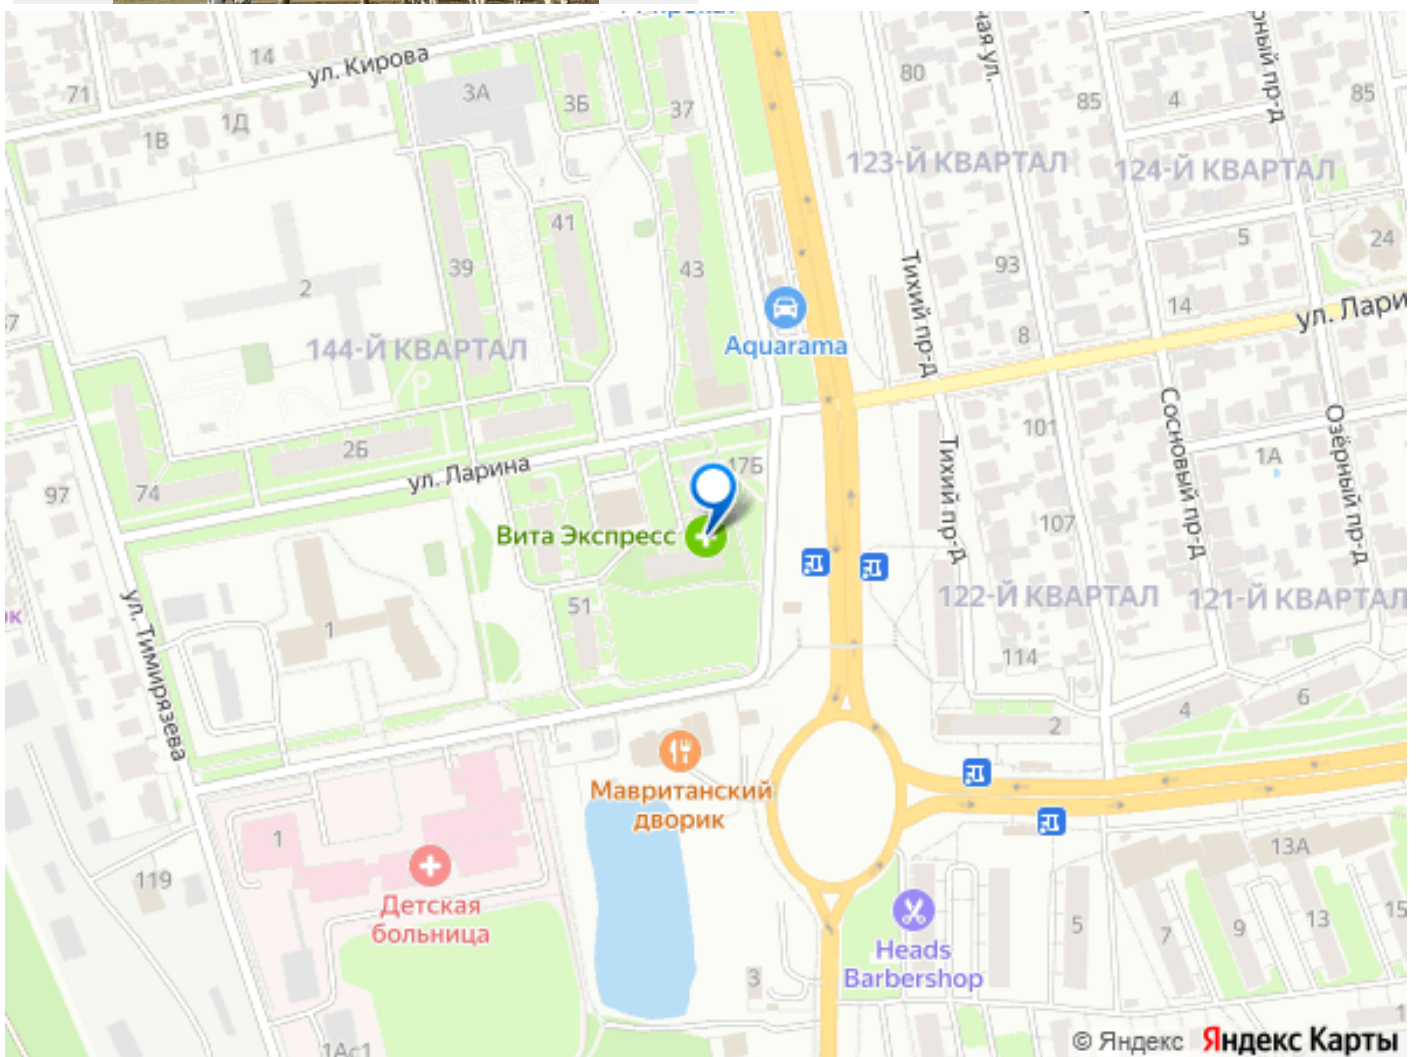 14
ул. Кирова
71
3А
3Б
37
80
85
4
85
1В
1Д
123-Й КВАРТАЛ
124-Й КВАРТАЛ
41
5
24
39
43
Тихий пр-д
93
2
14
ул. Лари
8
144-Й КВАРТАЛ
Aquarama
Сосновый пр-д
Озёрный пр-д
101
2Б
1А
ул. Ларина
47Б
Тихий пр-д
97
74
107
Вита Экспресс
122-Й КВАРТАЛ
121-Й КВАРТАЛ
51
ул. Тимирязева
1
114
6
4
2
Мавританский
дворик
1
13А
119
Детская
больница
Heads
Barbershop
5
7
9
13
15
3
1Ас1
© Яндекс Яндекс Карты